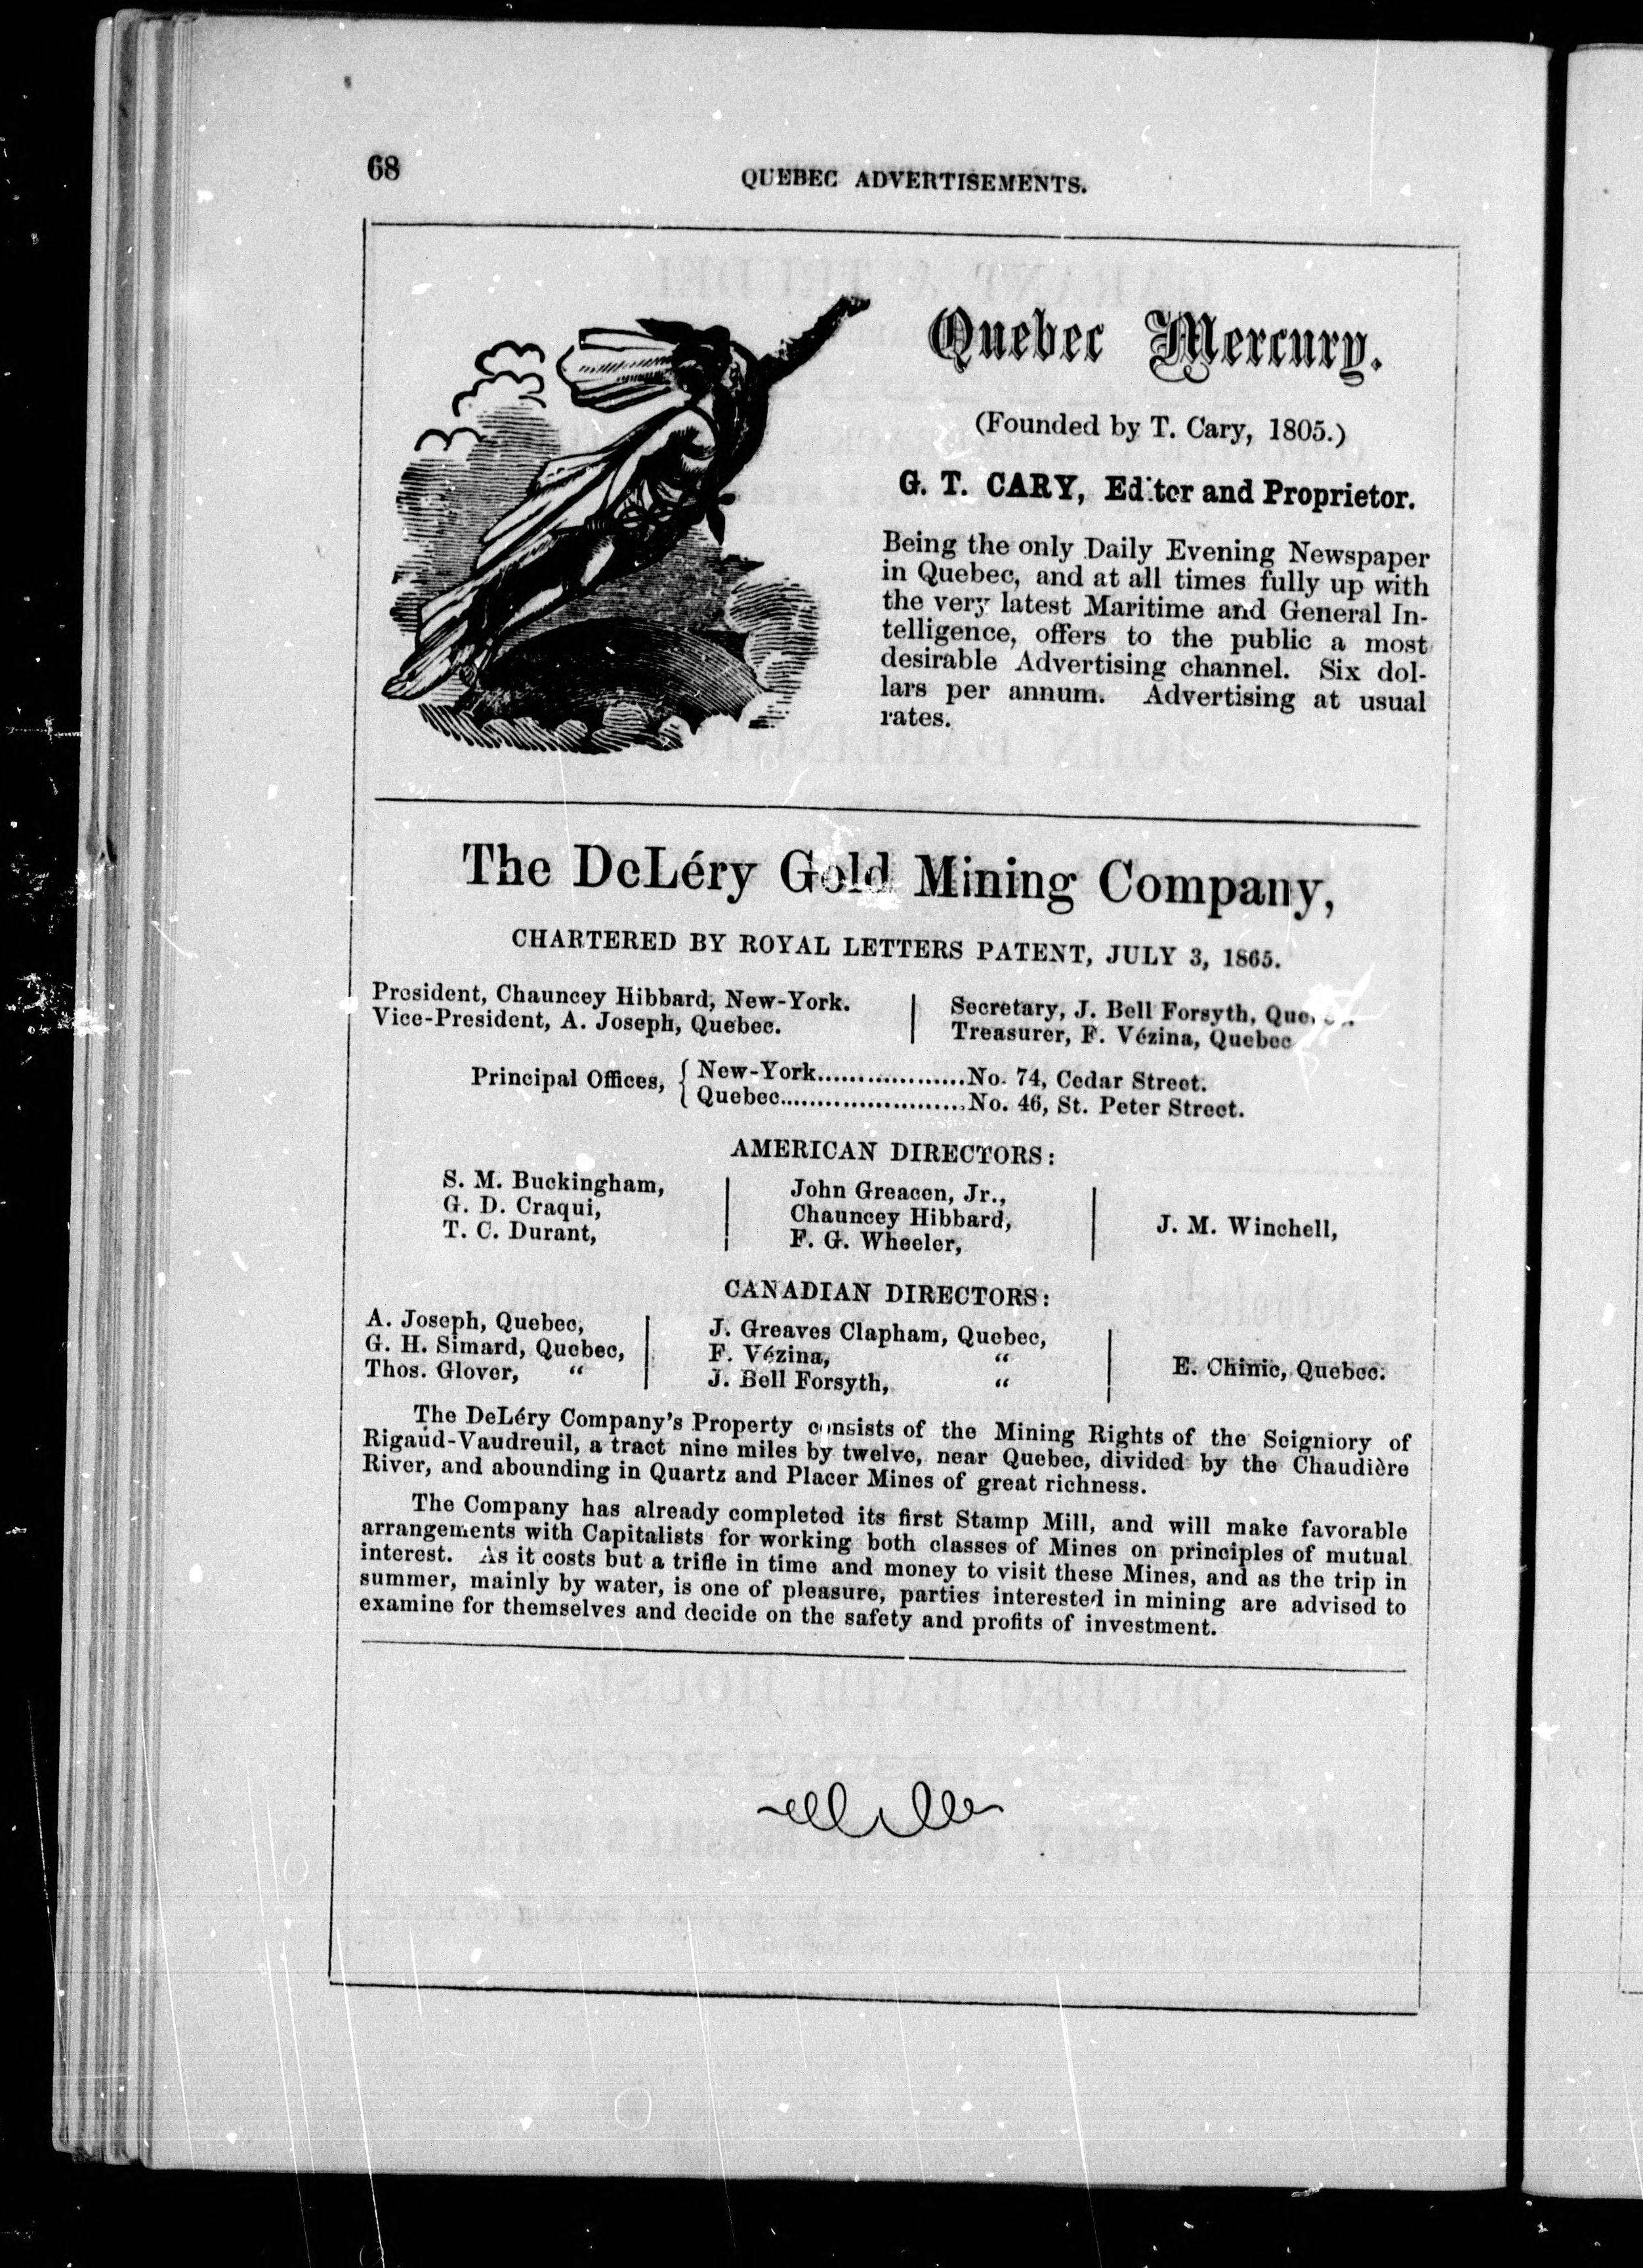 68
QUEBEC ADVERTISEMENTS.
Quebec Mercury.
(Founded by T. Cary, 1805.)
G. T. CARY, Editor and Proprietor.
Being the only Daily Evening Newspaper
in Quebec, and at all times fully up with
the very latest Maritime and General In-
telligence, offers to the public a most
desirable Advertising channel. Six dol-
lars per annum. Advertising at usual
rates.
The DeLéry Gold Mining Company,
CHARTERED BY ROYAL LETTERS PATENT, JULY 3, 1865.
President, Chauncey Hibbard, New-York.
Vice-President, A. Joseph, Quebec.
Secretary, J. Bell Forsyth,
Treasurer, F. Vézina, Quebec
Principal Offices, { New-York..................No. 74, Cedar Street.
Quebec........................No. 46, St. Peter Street.
AMERICAN DIRECTORS:
S. M. Buckingham,
G. D. Craqui,
T. C. Durant,
John Greacen, Jr.,
Chauncey Hibbard,
F. G. Wheeler,
J. M. Winchell,
CANADIAN DIRECTORS:
A. Joseph, Quebec,
G. H. Simard, Quebec,
Thos. Glover, "
J. Greaves Clapham, Quebec,
F. Vézina, "
J. Bell Forsyth, "
E. Chinic, Quebec.
The DeLéry Company's Property consists of the Mining Rights of the Seigniory of
Rigaud-Vaudreuil, a tract nine miles by twelve, near Quebec, divided by the Chaudière
River, and abounding in Quartz and Placer Mines of great richness.
The Company has already completed its first Stamp Mill, and will make favorable
arrangements with Capitalists for working both classes of Mines on principles of mutual
interest. As it costs but a trifle in time and money to visit these Mines, and as the trip in
summer, mainly by water, is one of pleasure, parties interested in mining are advised to
examine for themselves and decide on the safety and profits of investment.